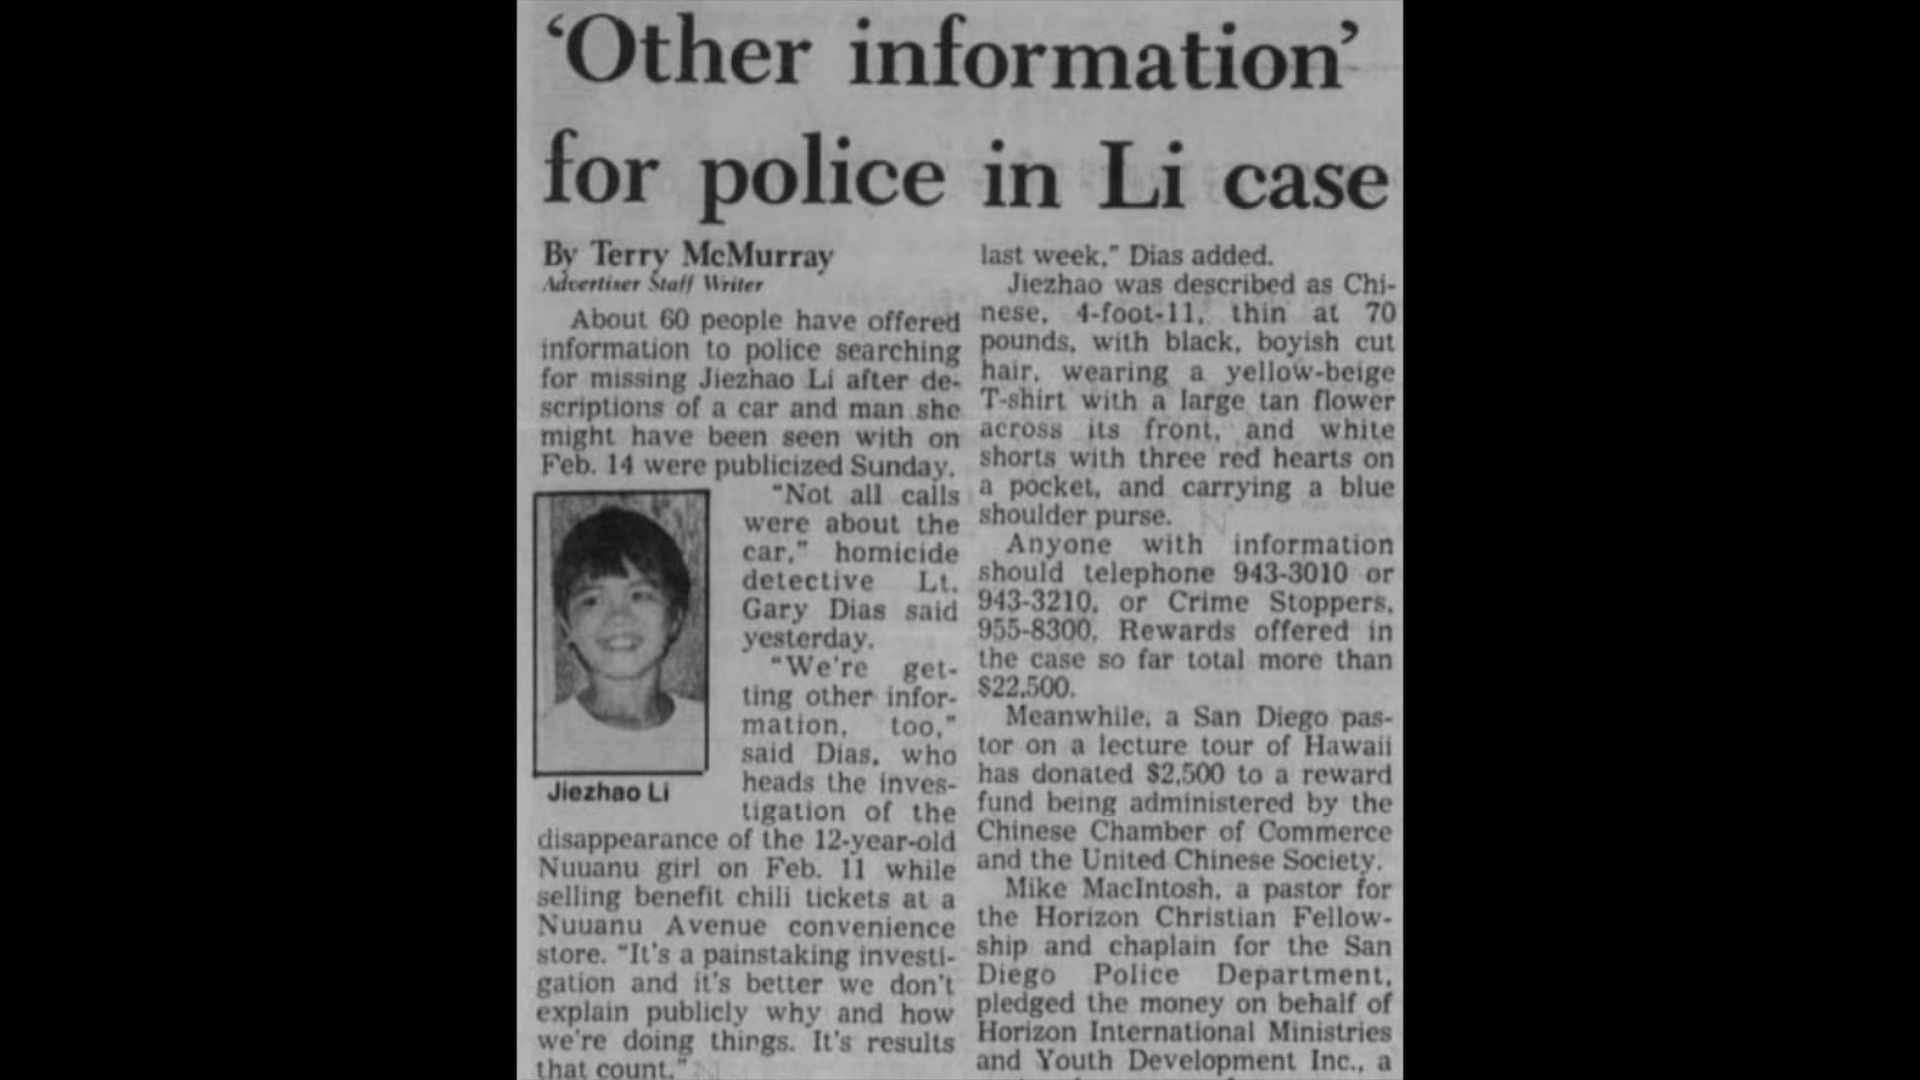 ‘Other information’
for police in Li case
By Terry McMurray
Advertiser Staff Writer
About 60 people have offered
information to police searching
for missing Jiezhao Li after de-
scriptions of a car and man she
might have been seen with on
Feb. 14 were publicized Sunday.
"Not all calls
were about the
car," homicide
detective Lt.
Gary Dias said
yesterday.
"We're get-
ting other infor-
mation, too,"
said Dias, who
heads the inves-
tigation of the
Jiezhao Li
disappearance of the 12-year-old
Nuuanu girl on Feb. 11 while
selling benefit chili tickets at a
Nuuanu Avenue convenience
store. "It's a painstaking investi-
gation and it's better we don't
explain publicly why and how
we're doing things. It's results
that count."
last week," Dias added.
Jiezhao was described as Chi-
nese, 4-foot-11, thin at 70
pounds, with black, boyish cut
hair, wearing a yellow-beige
T-shirt with a large tan flower
across its front, and white
shorts with three red hearts on
a pocket, and carrying a blue
shoulder purse.
Anyone with information
should telephone 943-3010 or
943-3210, or Crime Stoppers,
955-8300. Rewards offered in
the case so far total more than
$22,500.
Meanwhile, a San Diego pas-
tor on a lecture tour of Hawaii
has donated $2,500 to a reward
fund being administered by the
Chinese Chamber of Commerce
and the United Chinese Society.
Mike MacIntosh, a pastor for
the Horizon Christian Fellow-
ship and chaplain for the San
Diego Police Department,
pledged the money on behalf of
Horizon International Ministries
and Youth Development Inc., a